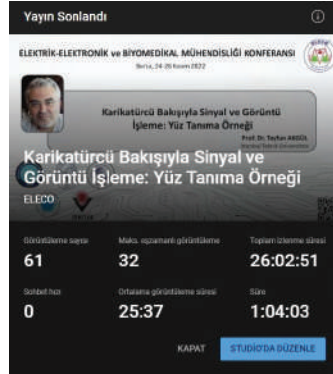 Yayın Sonlandı
ELEKTRİK-ELEKTRONİK ve BİYOMEDİKAL MÜHENDİSLİĞİ KONFERANSI
Bursa, 24-26 Kasım 2022
Karikatürcü Bakışıyla Sinyal ve Görüntü
İşleme: Yüz Tanıma Örneği
Prof. Dr. Tayfun AKGÜL
İstanbul Teknik Üniversitesi
Karikatürcü Bakışıyla Sinyal ve
Görüntü İşleme: Yüz Tanıma Örneği
ELECO
Görüntüleme sayısı
Maks. eşzamanlı görüntüleme
Toplam izlenme süresi
61
32
26:02:51
Sohbet hızı
Ortalama görüntüleme süresi
Süre
0
25:37
1:04:03
KAPAT
STUDIO'DA DÜZENLE